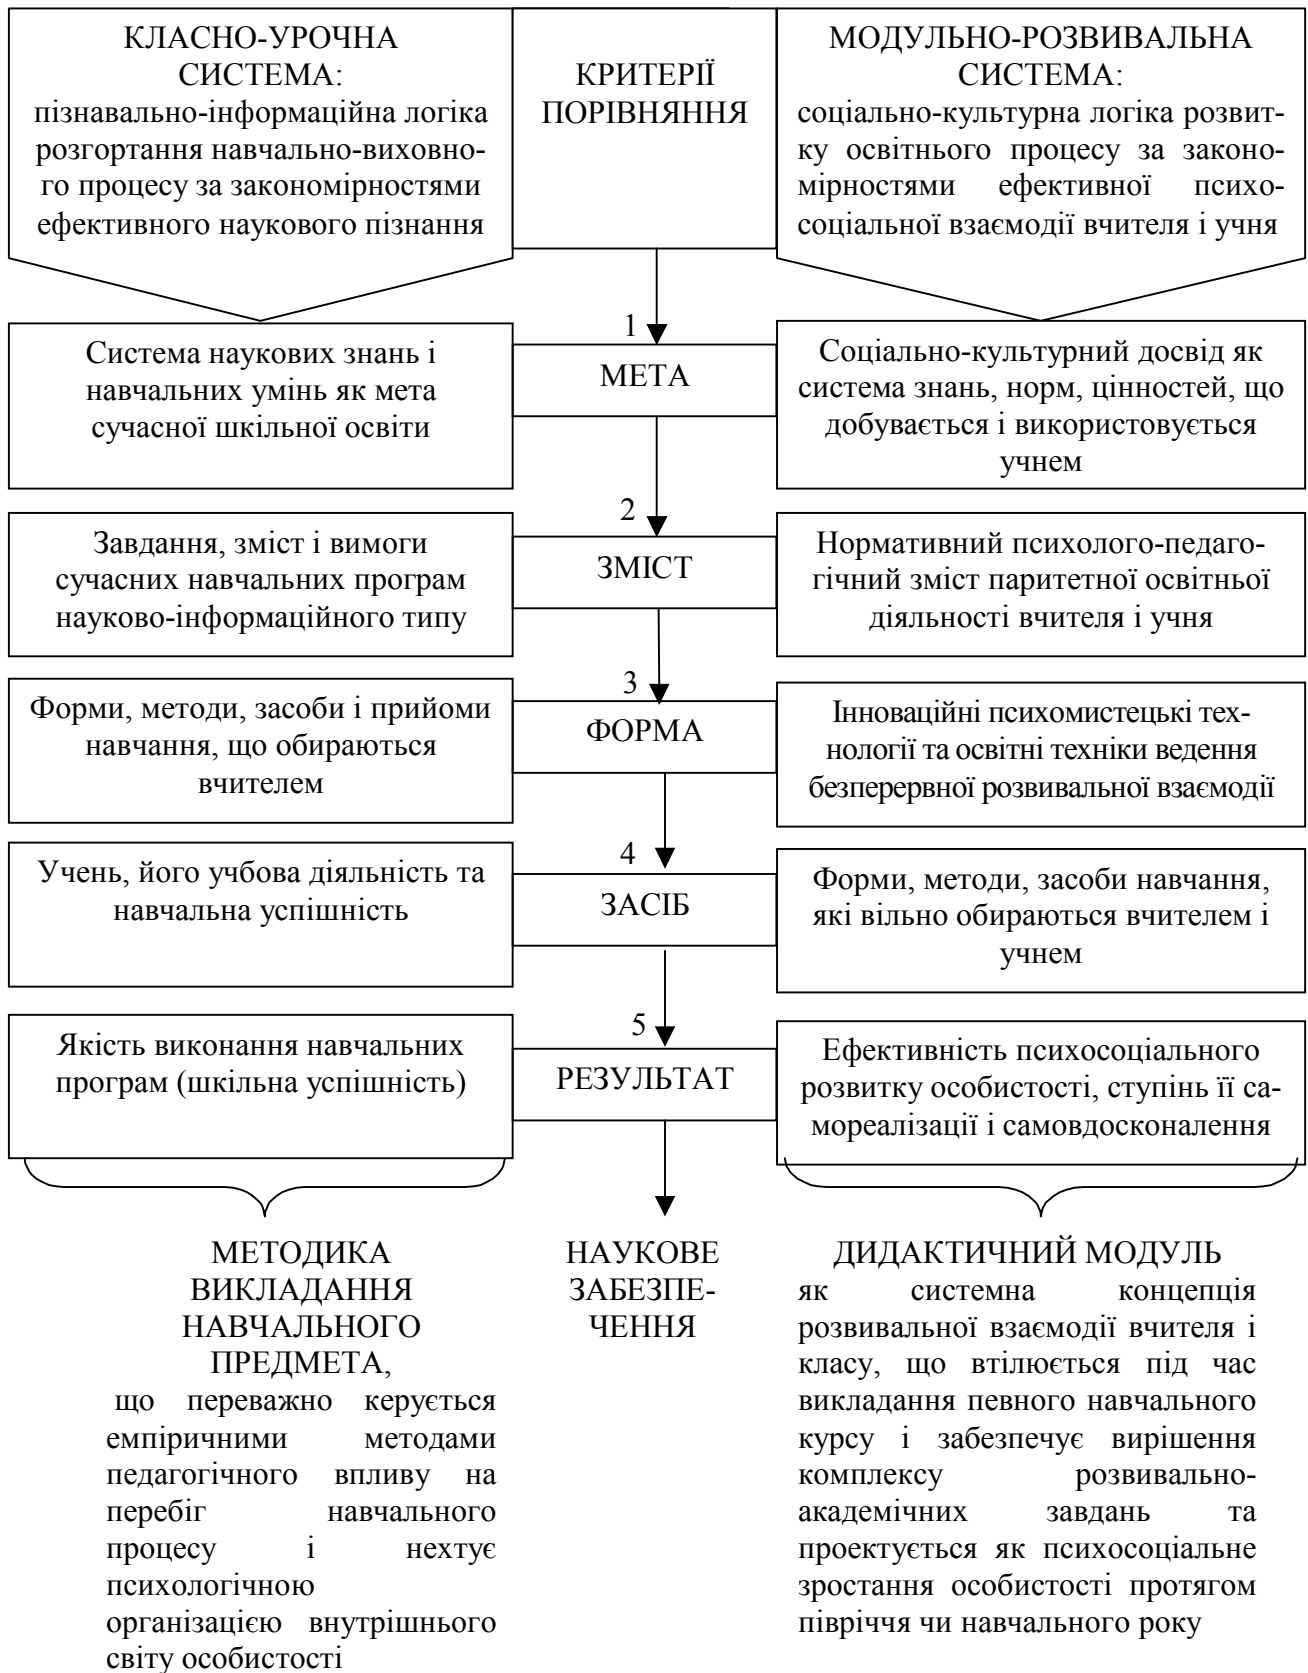 КЛАСНО-УРОЧНА
СИСТЕМА:
пізнавально-інформаційна логіка
розгортання навчально-виховно-
го процесу за закономірностями
ефективного наукового пізнання
КРИТЕРІЇ
ПОРІВНЯННЯ
МОДУЛЬНО-РОЗВИВАЛЬНА
СИСТЕМА:
соціально-культурна логіка розвит-
ку освітнього процесу за законо-
мірностями ефективної психо-
соціальної взаємодії вчителя і учня
Система наукових знань і
навчальних умінь як мета
сучасної шкільної освіти
1
МЕТА
Соціально-культурний досвід як
система знань, норм, цінностей, що
добувається і використовується
учнем
Завдання, зміст і вимоги
сучасних навчальних програм
науково-інформаційного типу
2
ЗМІСТ
Нормативний психолого-педаго-
гічний зміст паритетної освітньої
діяльності вчителя і учня
Форми, методи, засоби і прийоми
навчання, що обираються
вчителем
3
ФОРМА
Інноваційні психомистецькі тех-
нології та освітні техніки ведення
безперервної розвивальної взаємодії
Учень, його учбова діяльність та
навчальна успішність
4
ЗАСІБ
Форми, методи, засоби навчання,
які вільно обираються вчителем і
учнем
Якість виконання навчальних
програм (шкільна успішність)
5
РЕЗУЛЬТАТ
Ефективність психосоціального
розвитку особистості, ступінь її са-
мореалізації і самовдосконалення
МЕТОДИКА
ВИКЛАДАННЯ
НАВЧАЛЬНОГО
ПРЕДМЕТА,
що переважно керується
емпіричними методами
педагогічного впливу на
перебіг навчального
процесу і нехтує
психологічною
організацією внутрішнього
світу особистості
НАУКОВЕ
ЗАБЕЗПЕ-
ЧЕННЯ
ДИДАКТИЧНИЙ МОДУЛЬ
як системна концепція
розвивальної взаємодії вчителя і
класу, що втілюється під час
викладання певного навчального
курсу і забезпечує вирішення
комплексу розвивально-
академічних завдань та
проектується як психосоціальне
зростання особистості протягом
півріччя чи навчального року